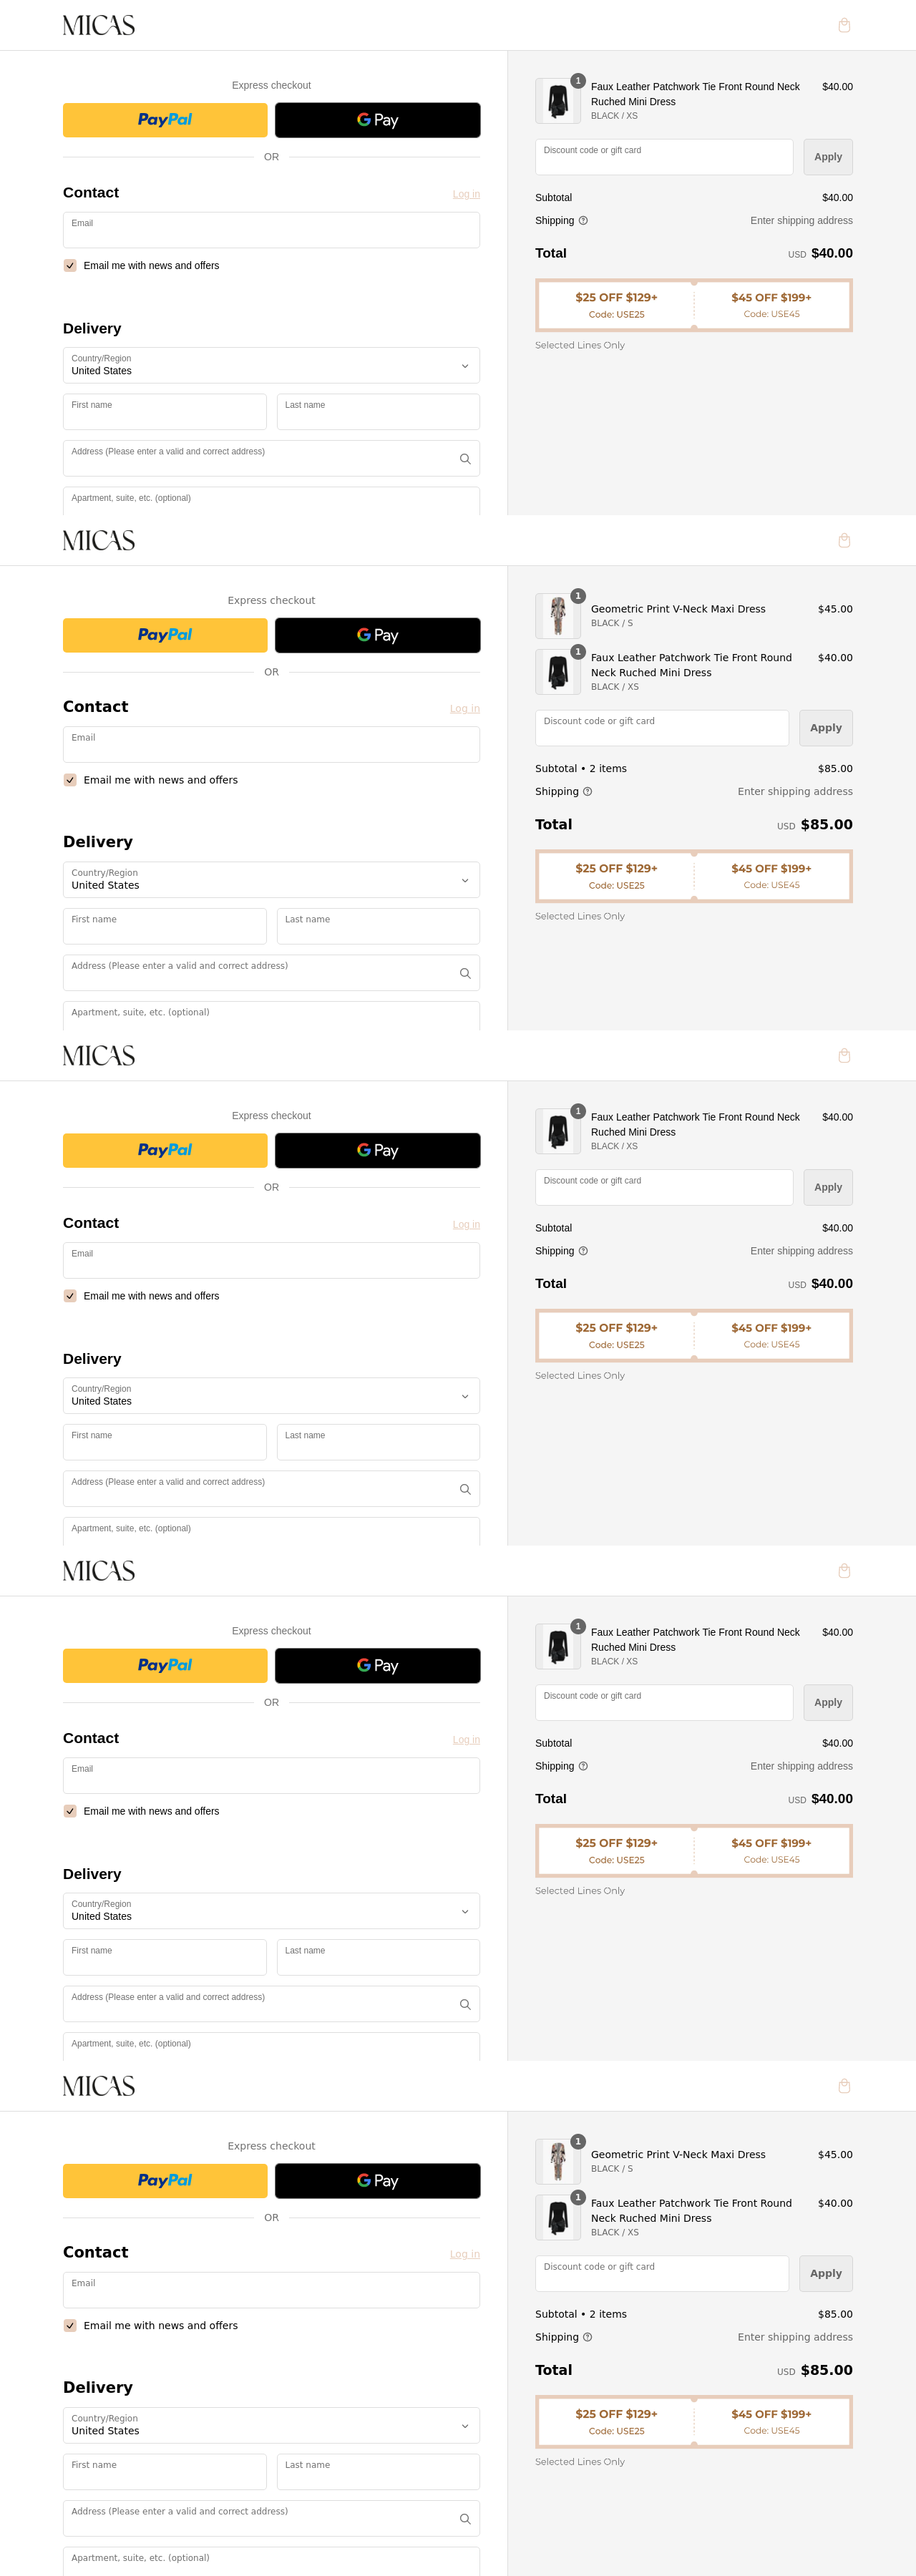 MICAS
Express checkout
PayPal
G Pay
OR
Contact
Log in
Email
Email me with news and offers
Delivery
Country/Region
United States
First name
Last name
Address (Please enter a valid and correct address)
Apartment, suite, etc. (optional)
1
Faux Leather Patchwork Tie Front Round Neck
Ruched Mini Dress
BLACK / XS
$40.00
Discount code or gift card
Apply
Subtotal
$40.00
Shipping
Enter shipping address
Total
USD $40.00
$25 OFF $129+
Code: USE25
$45 OFF $199+
Code: USE45
Selected Lines Only
MICAS
Express checkout
PayPal
G Pay
OR
Contact
Log in
Email
Email me with news and offers
Delivery
Country/Region
United States
First name
Last name
Address (Please enter a valid and correct address)
Apartment, suite, etc. (optional)
1
Geometric Print V-Neck Maxi Dress
BLACK / S
$45.00
1
Faux Leather Patchwork Tie Front Round
Neck Ruched Mini Dress
BLACK / XS
$40.00
Discount code or gift card
Apply
Subtotal • 2 items
$85.00
Shipping
Enter shipping address
Total
USD $85.00
$25 OFF $129+
Code: USE25
$45 OFF $199+
Code: USE45
Selected Lines Only
MICAS
Express checkout
PayPal
G Pay
OR
Contact
Log in
Email
Email me with news and offers
Delivery
Country/Region
United States
First name
Last name
Address (Please enter a valid and correct address)
Apartment, suite, etc. (optional)
1
Faux Leather Patchwork Tie Front Round Neck
Ruched Mini Dress
BLACK / XS
$40.00
Discount code or gift card
Apply
Subtotal
$40.00
Shipping
Enter shipping address
Total
USD $40.00
$25 OFF $129+
Code: USE25
$45 OFF $199+
Code: USE45
Selected Lines Only
MICAS
Express checkout
PayPal
G Pay
OR
Contact
Log in
Email
Email me with news and offers
Delivery
Country/Region
United States
First name
Last name
Address (Please enter a valid and correct address)
Apartment, suite, etc. (optional)
1
Faux Leather Patchwork Tie Front Round Neck
Ruched Mini Dress
BLACK / XS
$40.00
Discount code or gift card
Apply
Subtotal
$40.00
Shipping
Enter shipping address
Total
USD $40.00
$25 OFF $129+
Code: USE25
$45 OFF $199+
Code: USE45
Selected Lines Only
MICAS
Express checkout
PayPal
G Pay
OR
Contact
Log in
Email
Email me with news and offers
Delivery
Country/Region
United States
First name
Last name
Address (Please enter a valid and correct address)
Apartment, suite, etc. (optional)
1
Geometric Print V-Neck Maxi Dress
BLACK / S
$45.00
1
Faux Leather Patchwork Tie Front Round
Neck Ruched Mini Dress
BLACK / XS
$40.00
Discount code or gift card
Apply
Subtotal • 2 items
$85.00
Shipping
Enter shipping address
Total
USD $85.00
$25 OFF $129+
Code: USE25
$45 OFF $199+
Code: USE45
Selected Lines Only